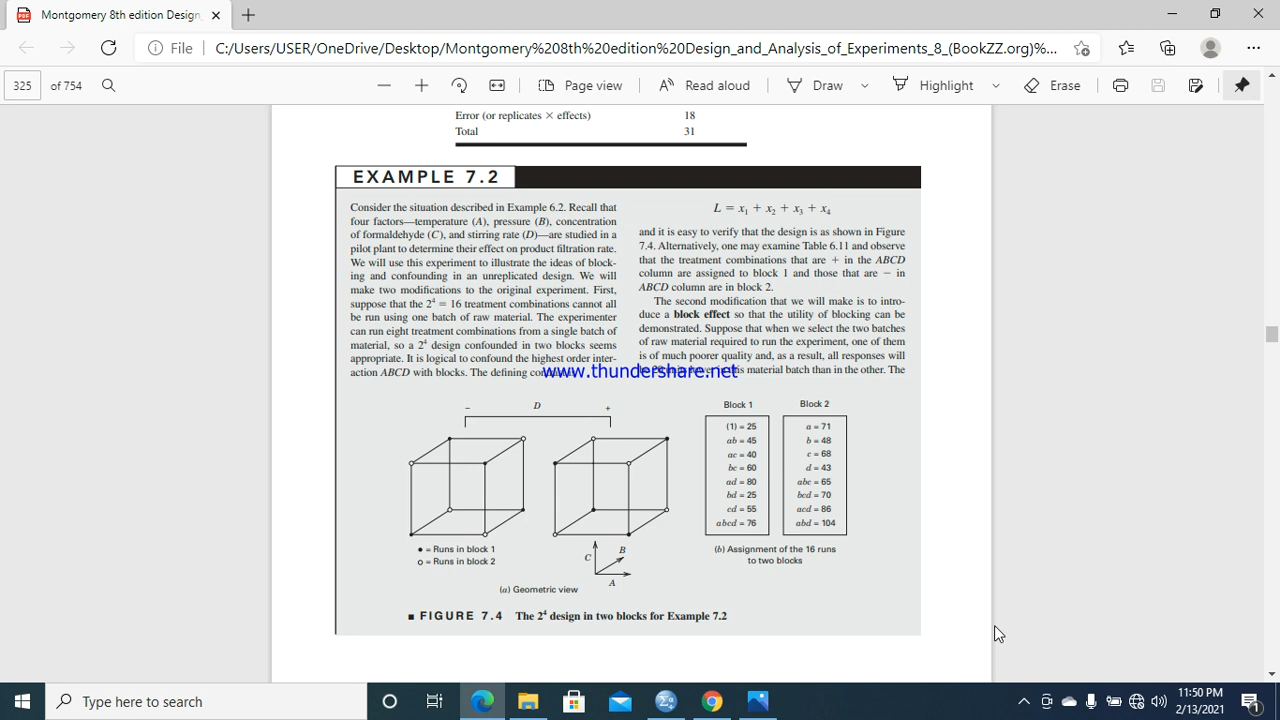 Montgomery 8th edition Design
File
C:/Users/USER/OneDrive/Desktop/Montgomery%208th%20edition%20Design_and_Analysis_of_Experiments_8_(BookZZ.org)%...
325 of 754
Page view
Read aloud
Draw
Highlight
Erase
Error (or replicates × effects) 18
Total 31
EXAMPLE 7.2
Consider the situation described in Example 6.2. Recall that
four factors—temperature (A), pressure (B), concentration
of formaldehyde (C), and stirring rate (D)—are studied in a
pilot plant to determine their effect on product filtration rate.
We will use this experiment to illustrate the ideas of block-
ing and confounding in an unreplicated design. We will
make two modifications to the original experiment. First,
suppose that the 2⁴ = 16 treatment combinations cannot all
be run using one batch of raw material. The experimenter
can run eight treatment combinations from a single batch of
material, so a 2⁴ design confounded in two blocks seems
appropriate. It is logical to confound the highest order inter-
action ABCD with blocks. The defining
L = x₁ + x₂ + x₃ + x₄
and it is easy to verify that the design is as shown in Figure
7.4. Alternatively, one may examine Table 6.11 and observe
that the treatment combinations that are + in the ABCD
column are assigned to block 1 and those that are − in
ABCD column are in block 2.
The second modification that we will make is to intro-
duce a block effect so that the utility of blocking can be
demonstrated. Suppose that when we select the two batches
of raw material required to run the experiment, one of them
is of much poorer quality and, as a result, all responses will
this material batch than in the other. The
www.thundershare.net
− D +
● = Runs in block 1
○ = Runs in block 2
C
B
A
(a) Geometric view
Block 1
(1) = 25
ab = 45
ac = 40
bc = 60
ad = 80
bd = 25
cd = 55
abcd = 76
Block 2
a = 71
b = 48
c = 68
d = 43
abc = 65
bcd = 70
acd = 86
abd = 104
(b) Assignment of the 16 runs
to two blocks
■ FIGURE 7.4 The 2⁴ design in two blocks for Example 7.2
Type here to search
11:50 PM
2/13/2021
1